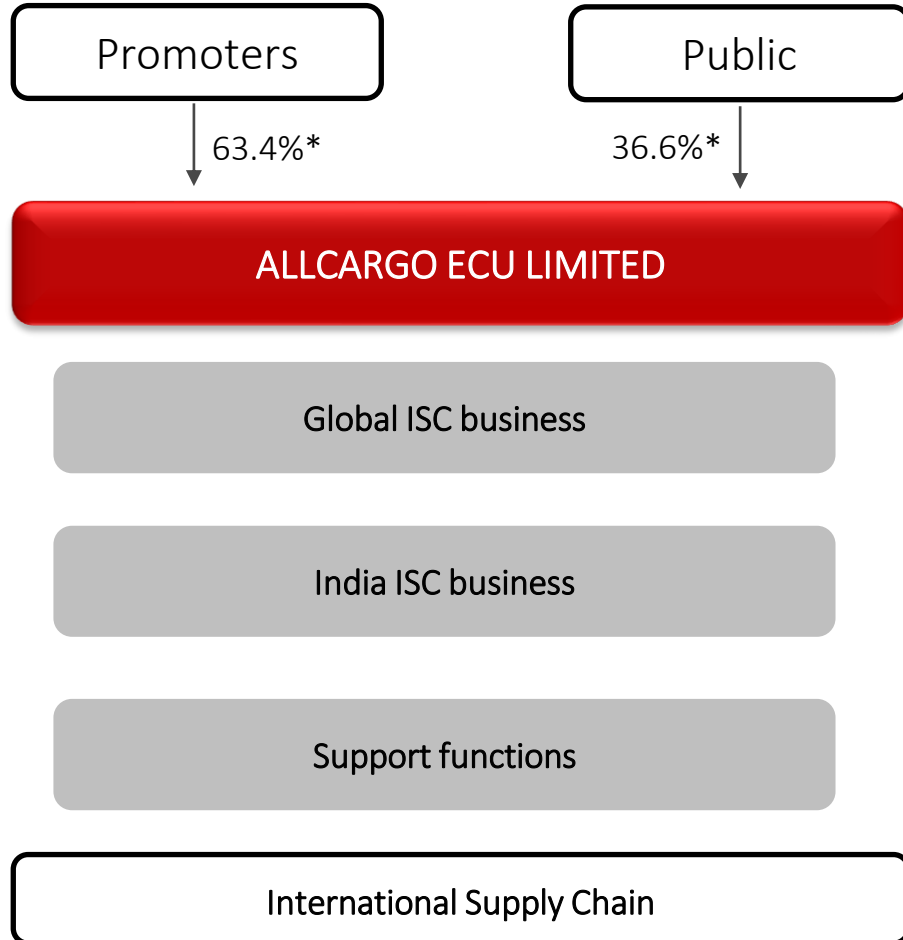 Promoters
Public
63.4%*
36.6%*
ALLCARGO ECU LIMITED
Global ISC business
India ISC business
Support functions
International Supply Chain